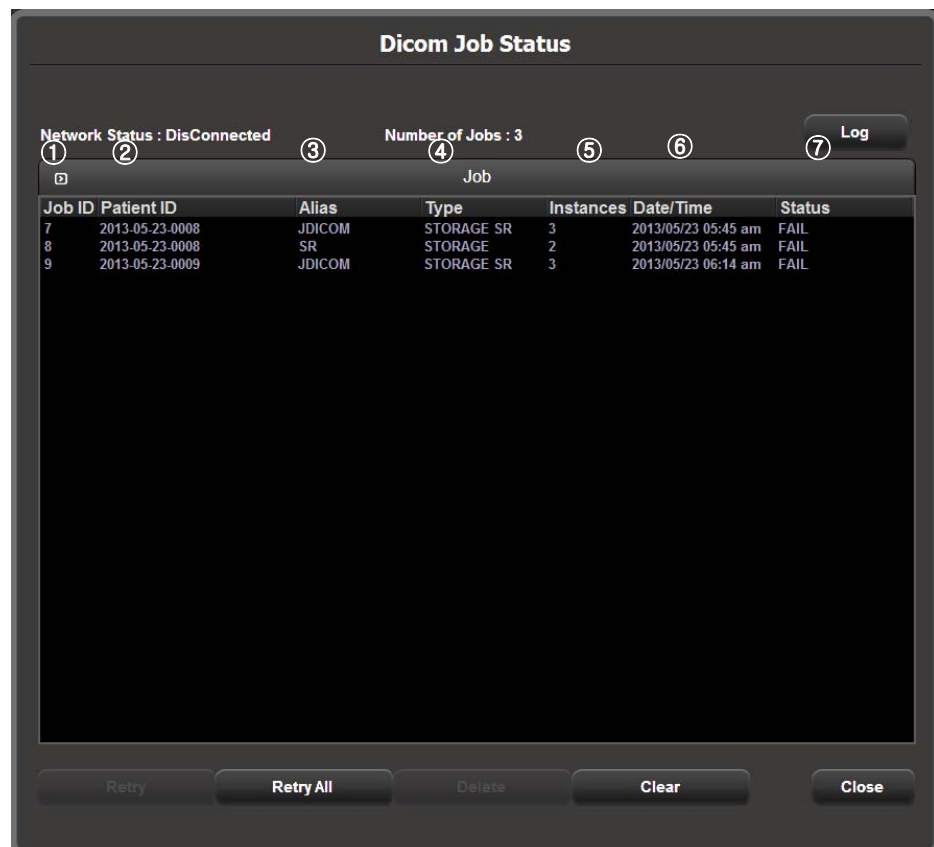 Dicom Job Status
Network Status : DisConnected Number of Jobs : 3 Log
① ② ③ ④ ⑤ ⑥ ⑦
Job
Job ID Patient ID Alias Type Instances Date/Time Status
7 2013-05-23-0008 JDICOM STORAGE SR 3 2013/05/23 05:45 am FAIL
8 2013-05-23-0008 SR STORAGE 2 2013/05/23 05:45 am FAIL
9 2013-05-23-0009 JDICOM STORAGE SR 3 2013/05/23 06:14 am FAIL
Retry Retry All Delete Clear Close